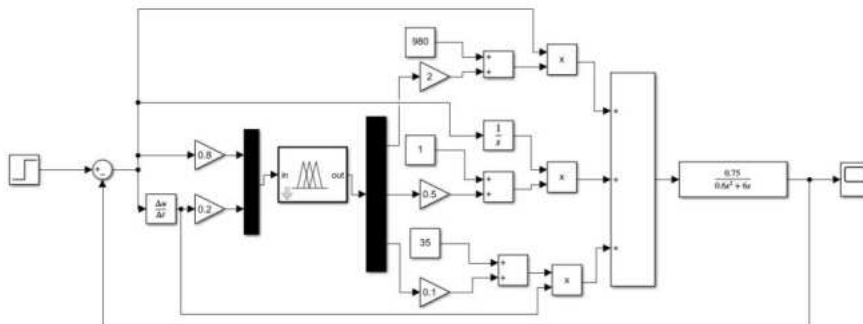 980
+
+
2
x
+
+
-
0.8
in
out
1
s
x
1
+
+
0.5
+
0.75
0.6s² + 6s
Δu
Δt
0.2
35
+
+
0.1
x
+